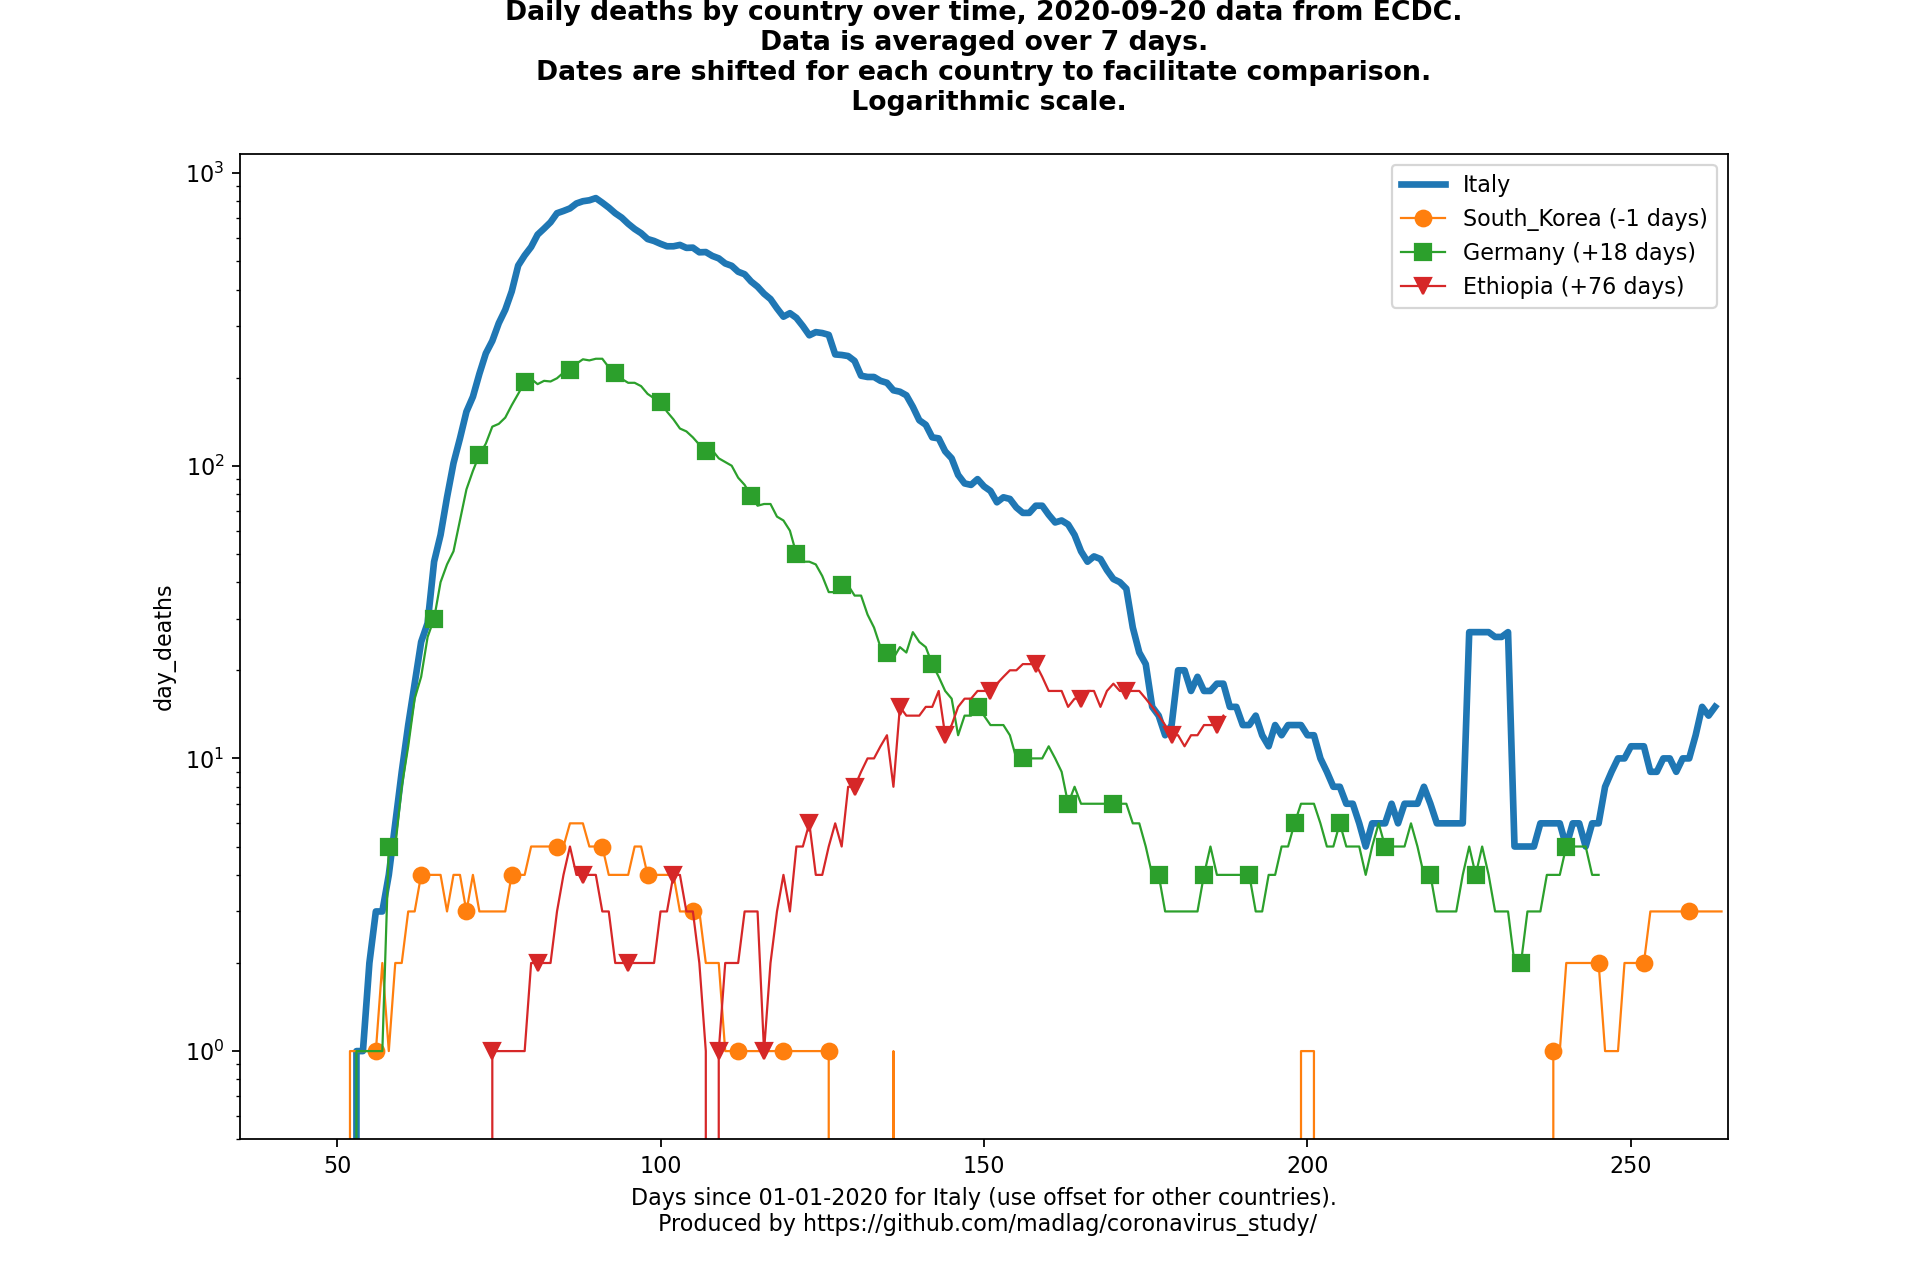 Daily deaths by country over time, 2020-09-20 data from ECDC.
Data is averaged over 7 days.
Dates are shifted for each country to facilitate comparison.
Logarithmic scale.
10³
10²
10¹
10⁰
day_deaths
Italy
South_Korea (-1 days)
Germany (+18 days)
Ethiopia (+76 days)
50 100 150 200 250
Days since 01-01-2020 for Italy (use offset for other countries).
Produced by https://github.com/madlag/coronavirus_study/